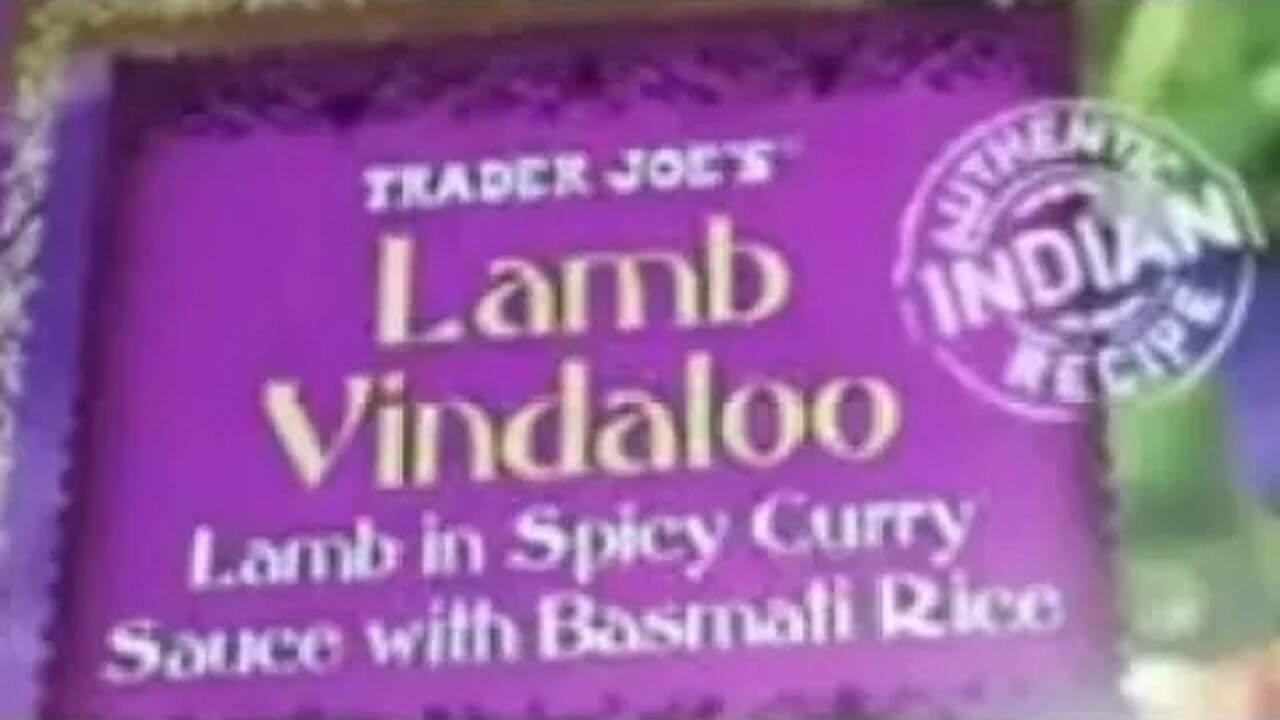 TRADER JOE'S
Lamb
Vindaloo
Lamb in Spicy Curry
Sauce with Basmati Rice
AUTHENTIC
INDIAN
RECIPE